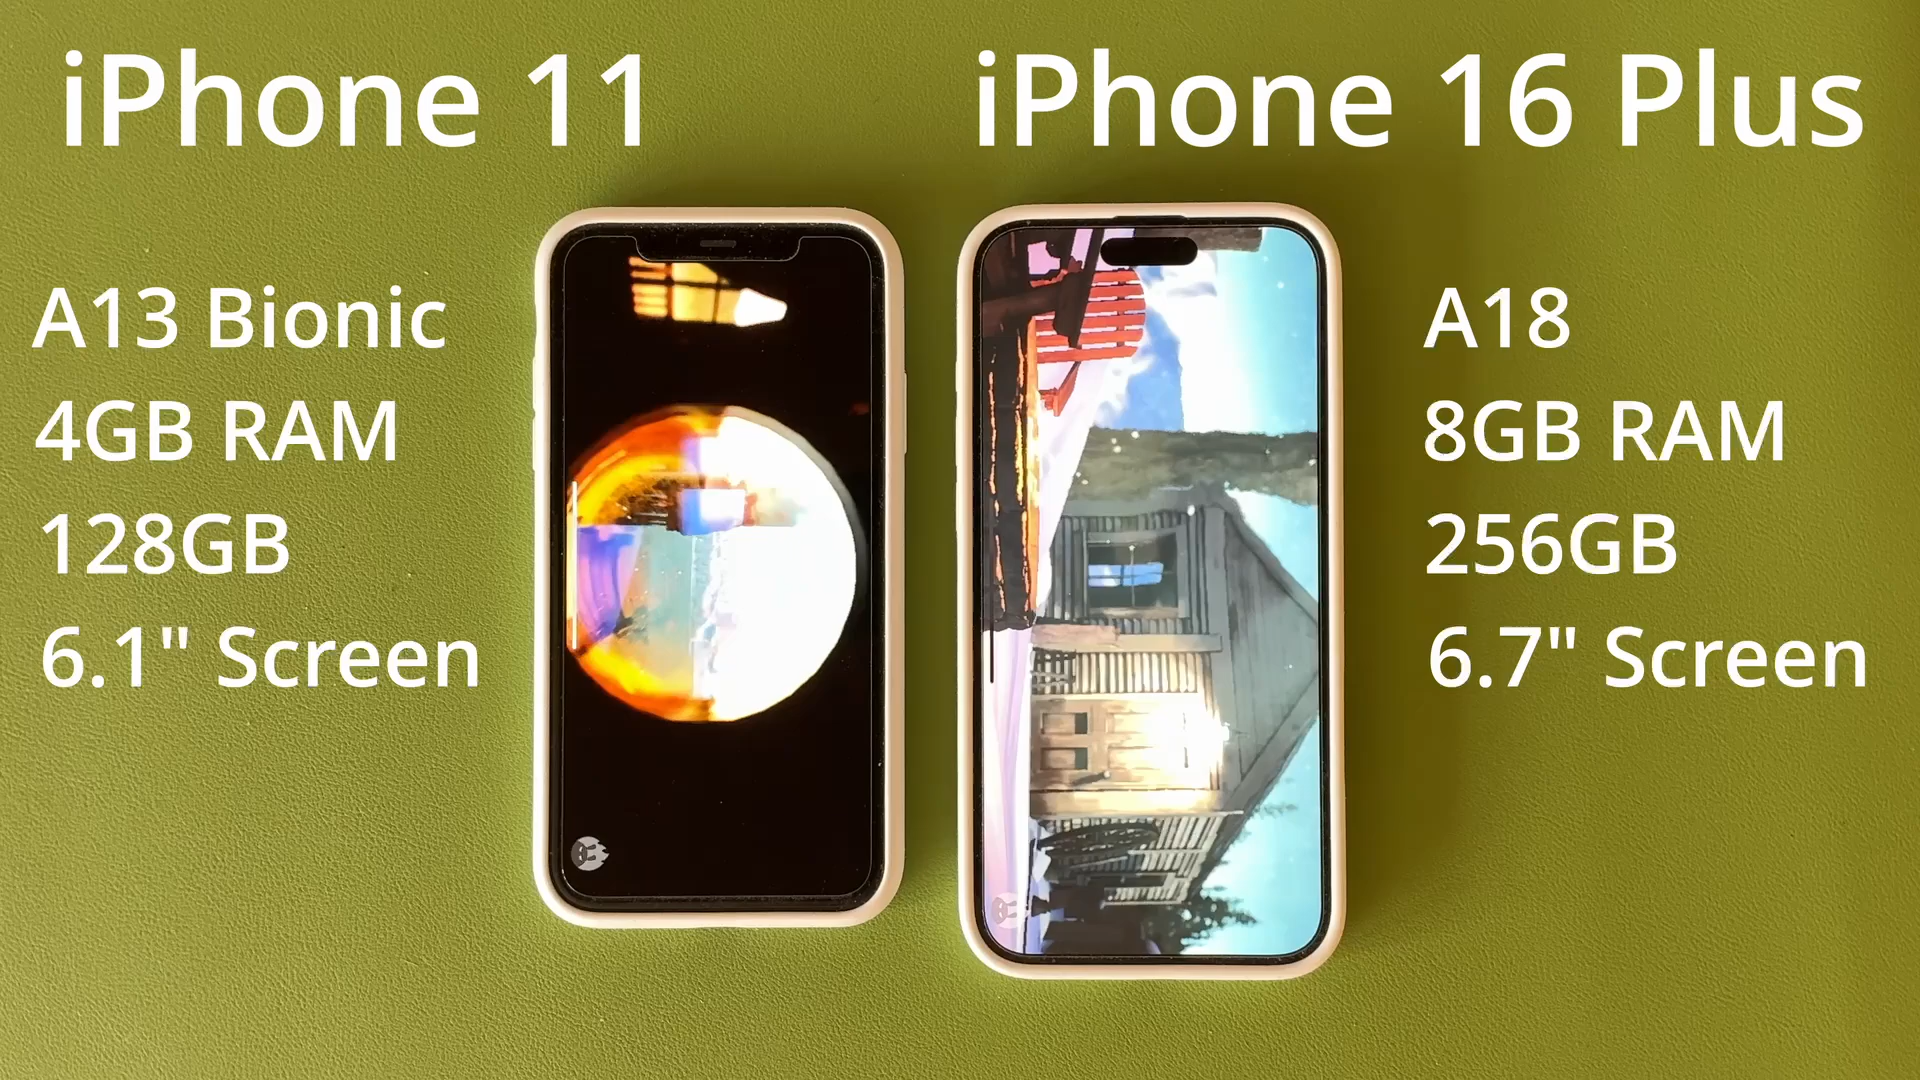 iPhone 11
A13 Bionic
4GB RAM
128GB
6.1" Screen
iPhone 16 Plus
A18
8GB RAM
256GB
6.7" Screen